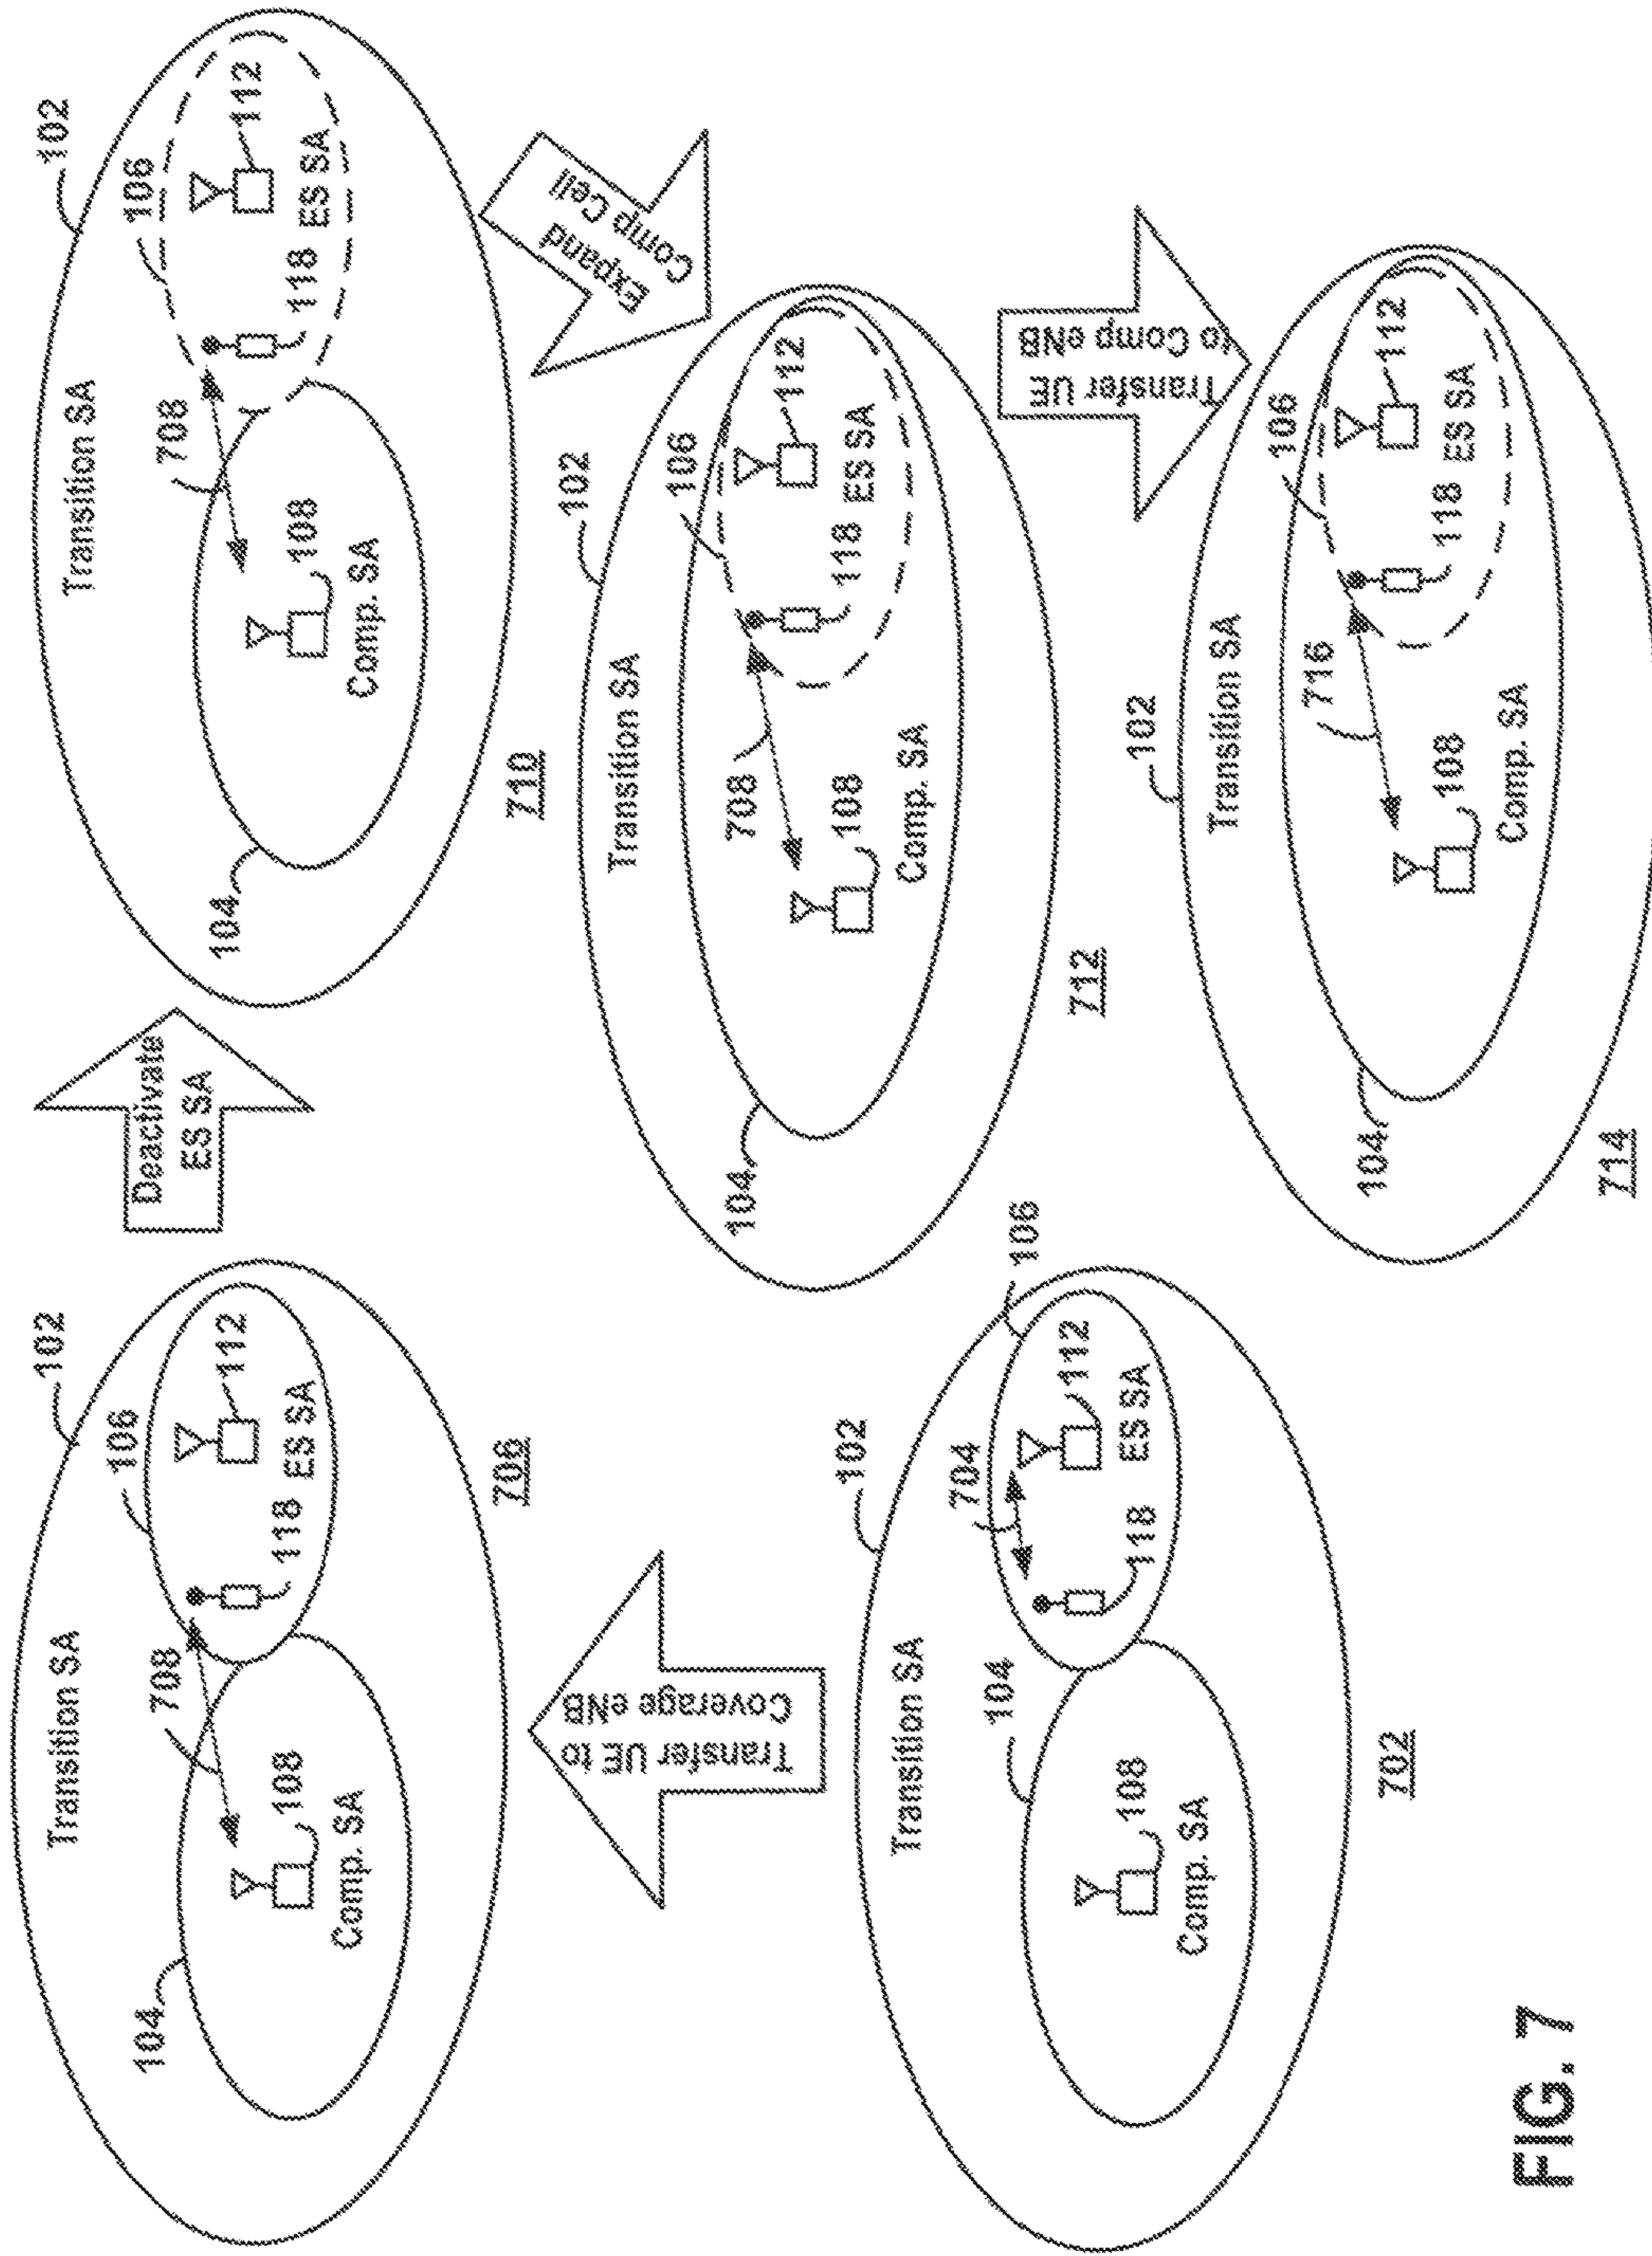 102
Transition SA
106
708
104
108
Comp. SA
118
112
ES SA
706
Deactivate
ES SA
102
Transition SA
106
708
104
108
Comp. SA
118
112
ES SA
710
Transfer UE to
Coverage eNB
Expand
Comp Cell
102
Transition SA
106
708
104
108
Comp. SA
118
112
ES SA
712
102
Transition SA
104
704
106
108
Comp. SA
118
112
ES SA
702
Transfer UE
to Comp eNB
102
Transition SA
106
716
104
108
Comp. SA
118
112
ES SA
714
FIG. 7